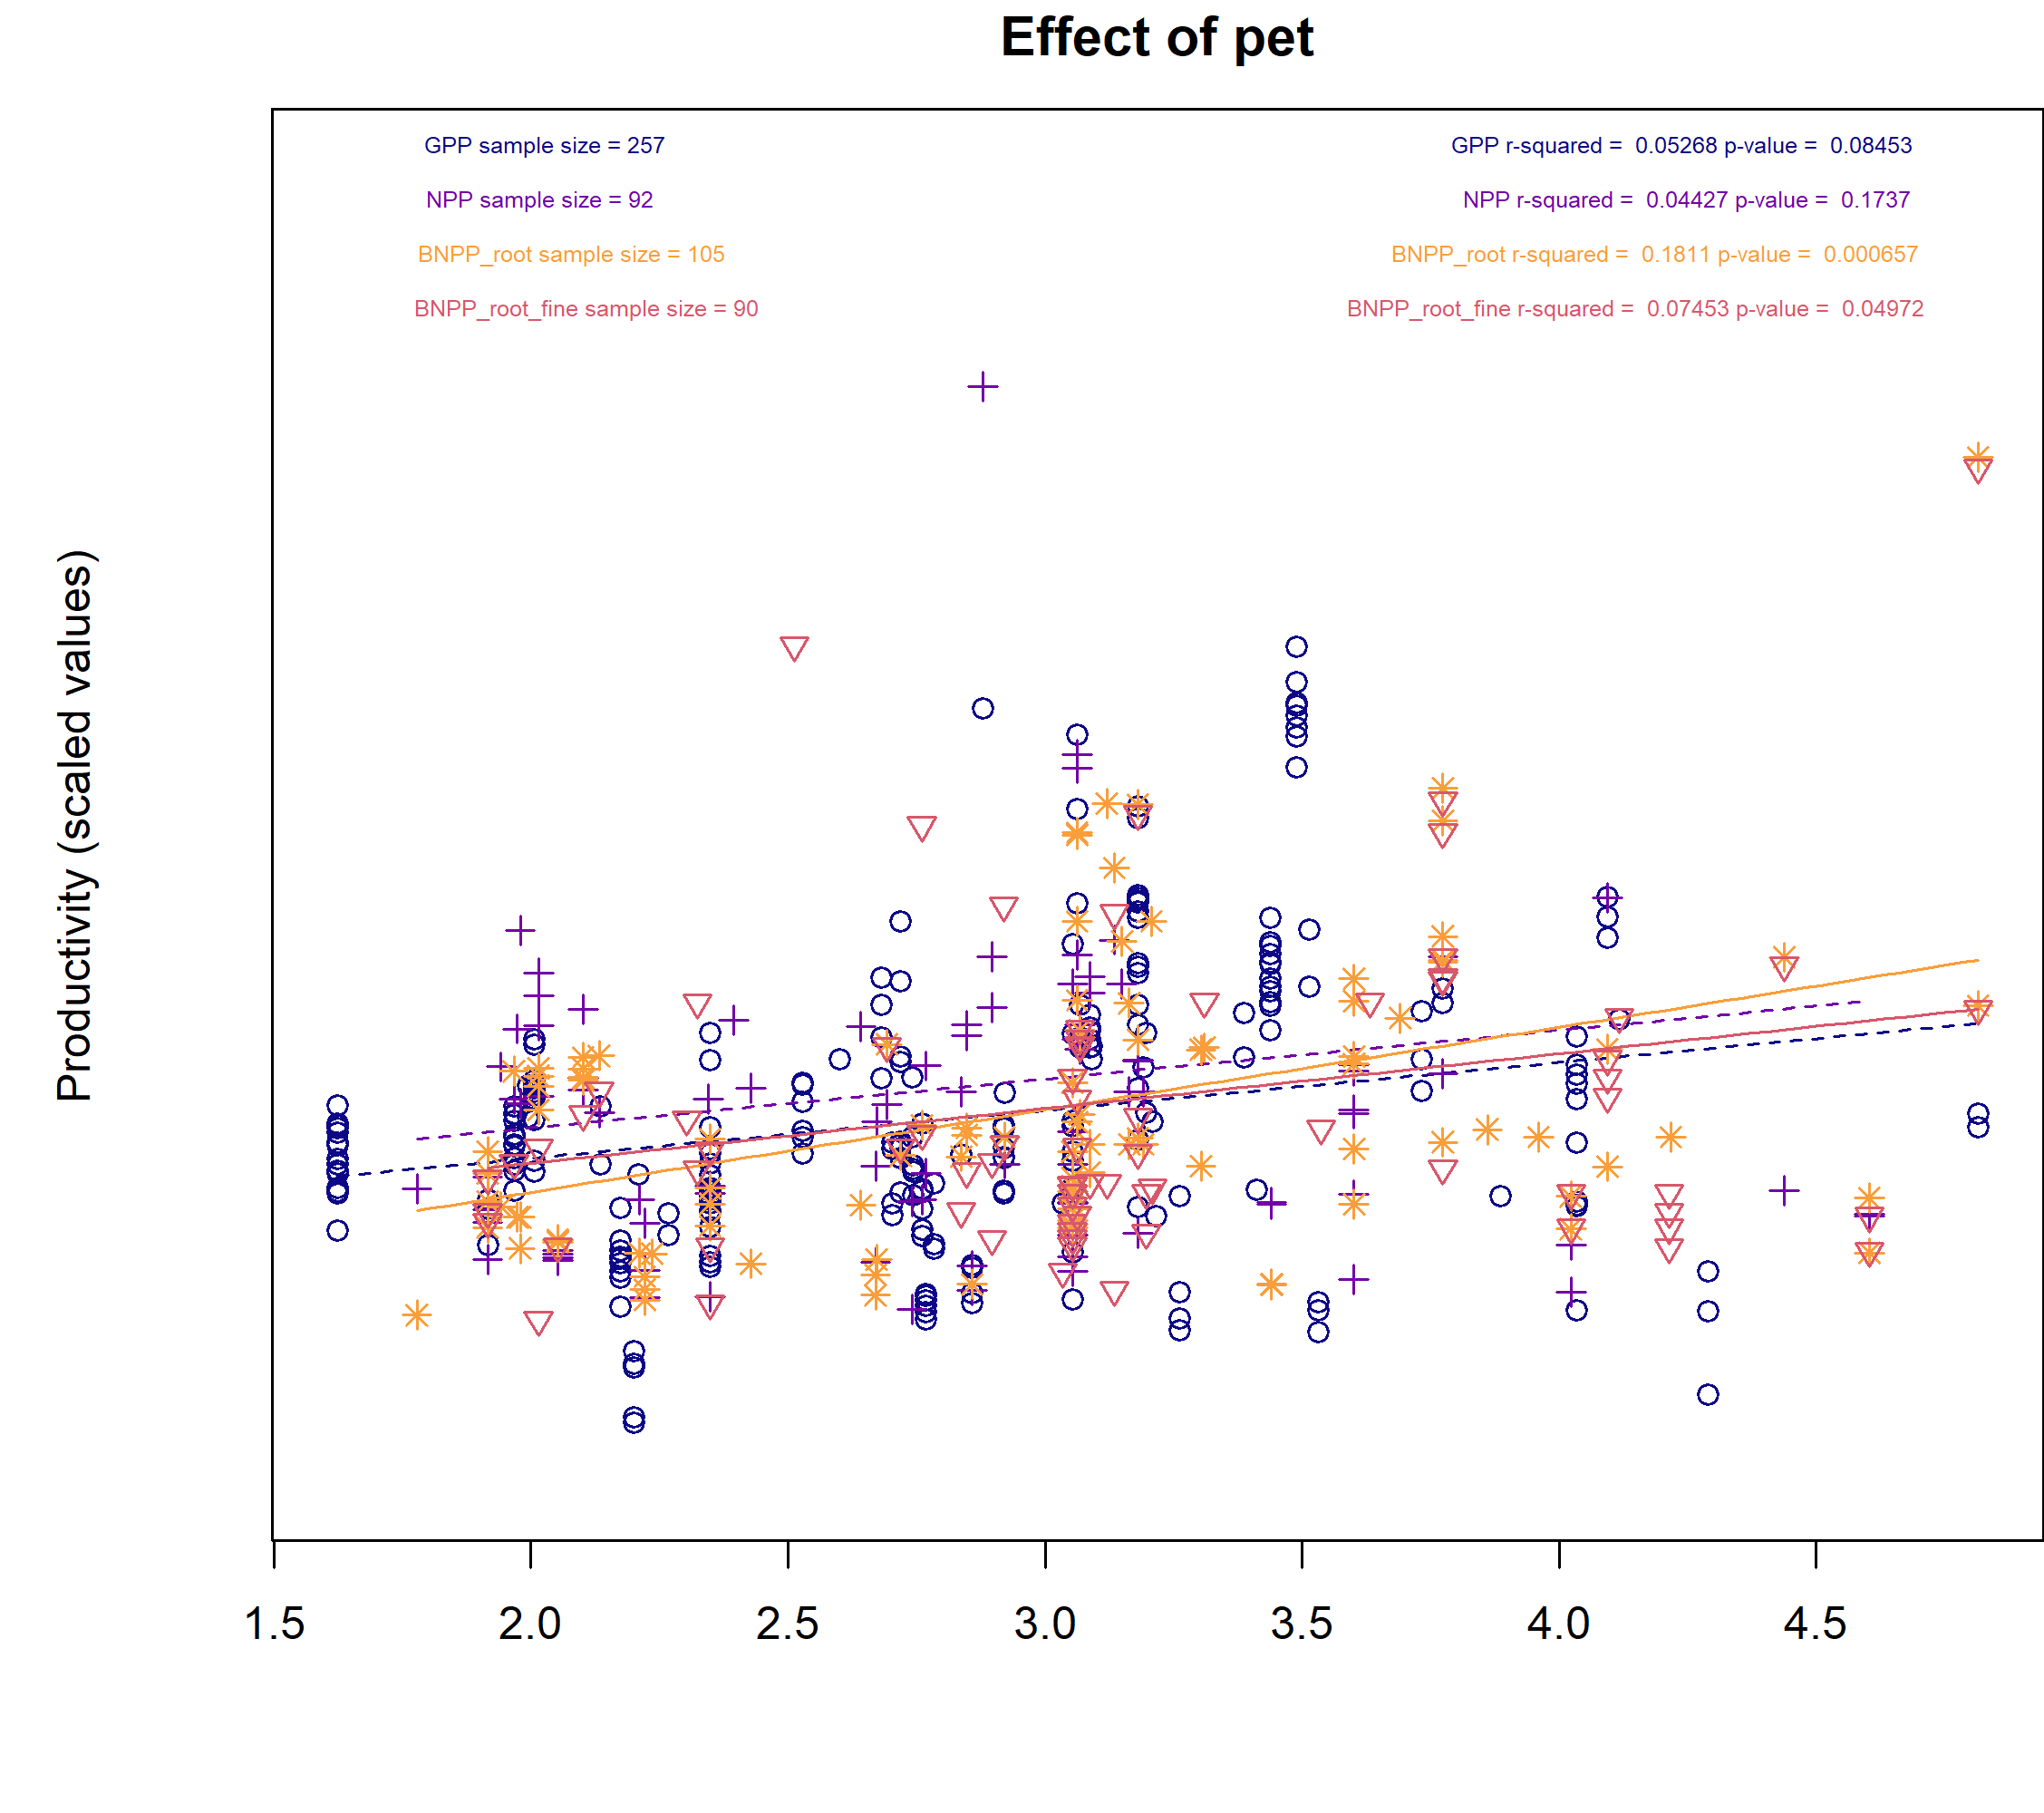 Effect of pet
GPP sample size = 257
GPP r-squared = 0.05268 p-value = 0.08453
NPP sample size = 92
NPP r-squared = 0.04427 p-value = 0.1737
BNPP_root sample size = 105
BNPP_root r-squared = 0.1811 p-value = 0.000657
BNPP_root_fine sample size = 90
BNPP_root_fine r-squared = 0.07453 p-value = 0.04972
Productivity (scaled values)
1.5 2.0 2.5 3.0 3.5 4.0 4.5